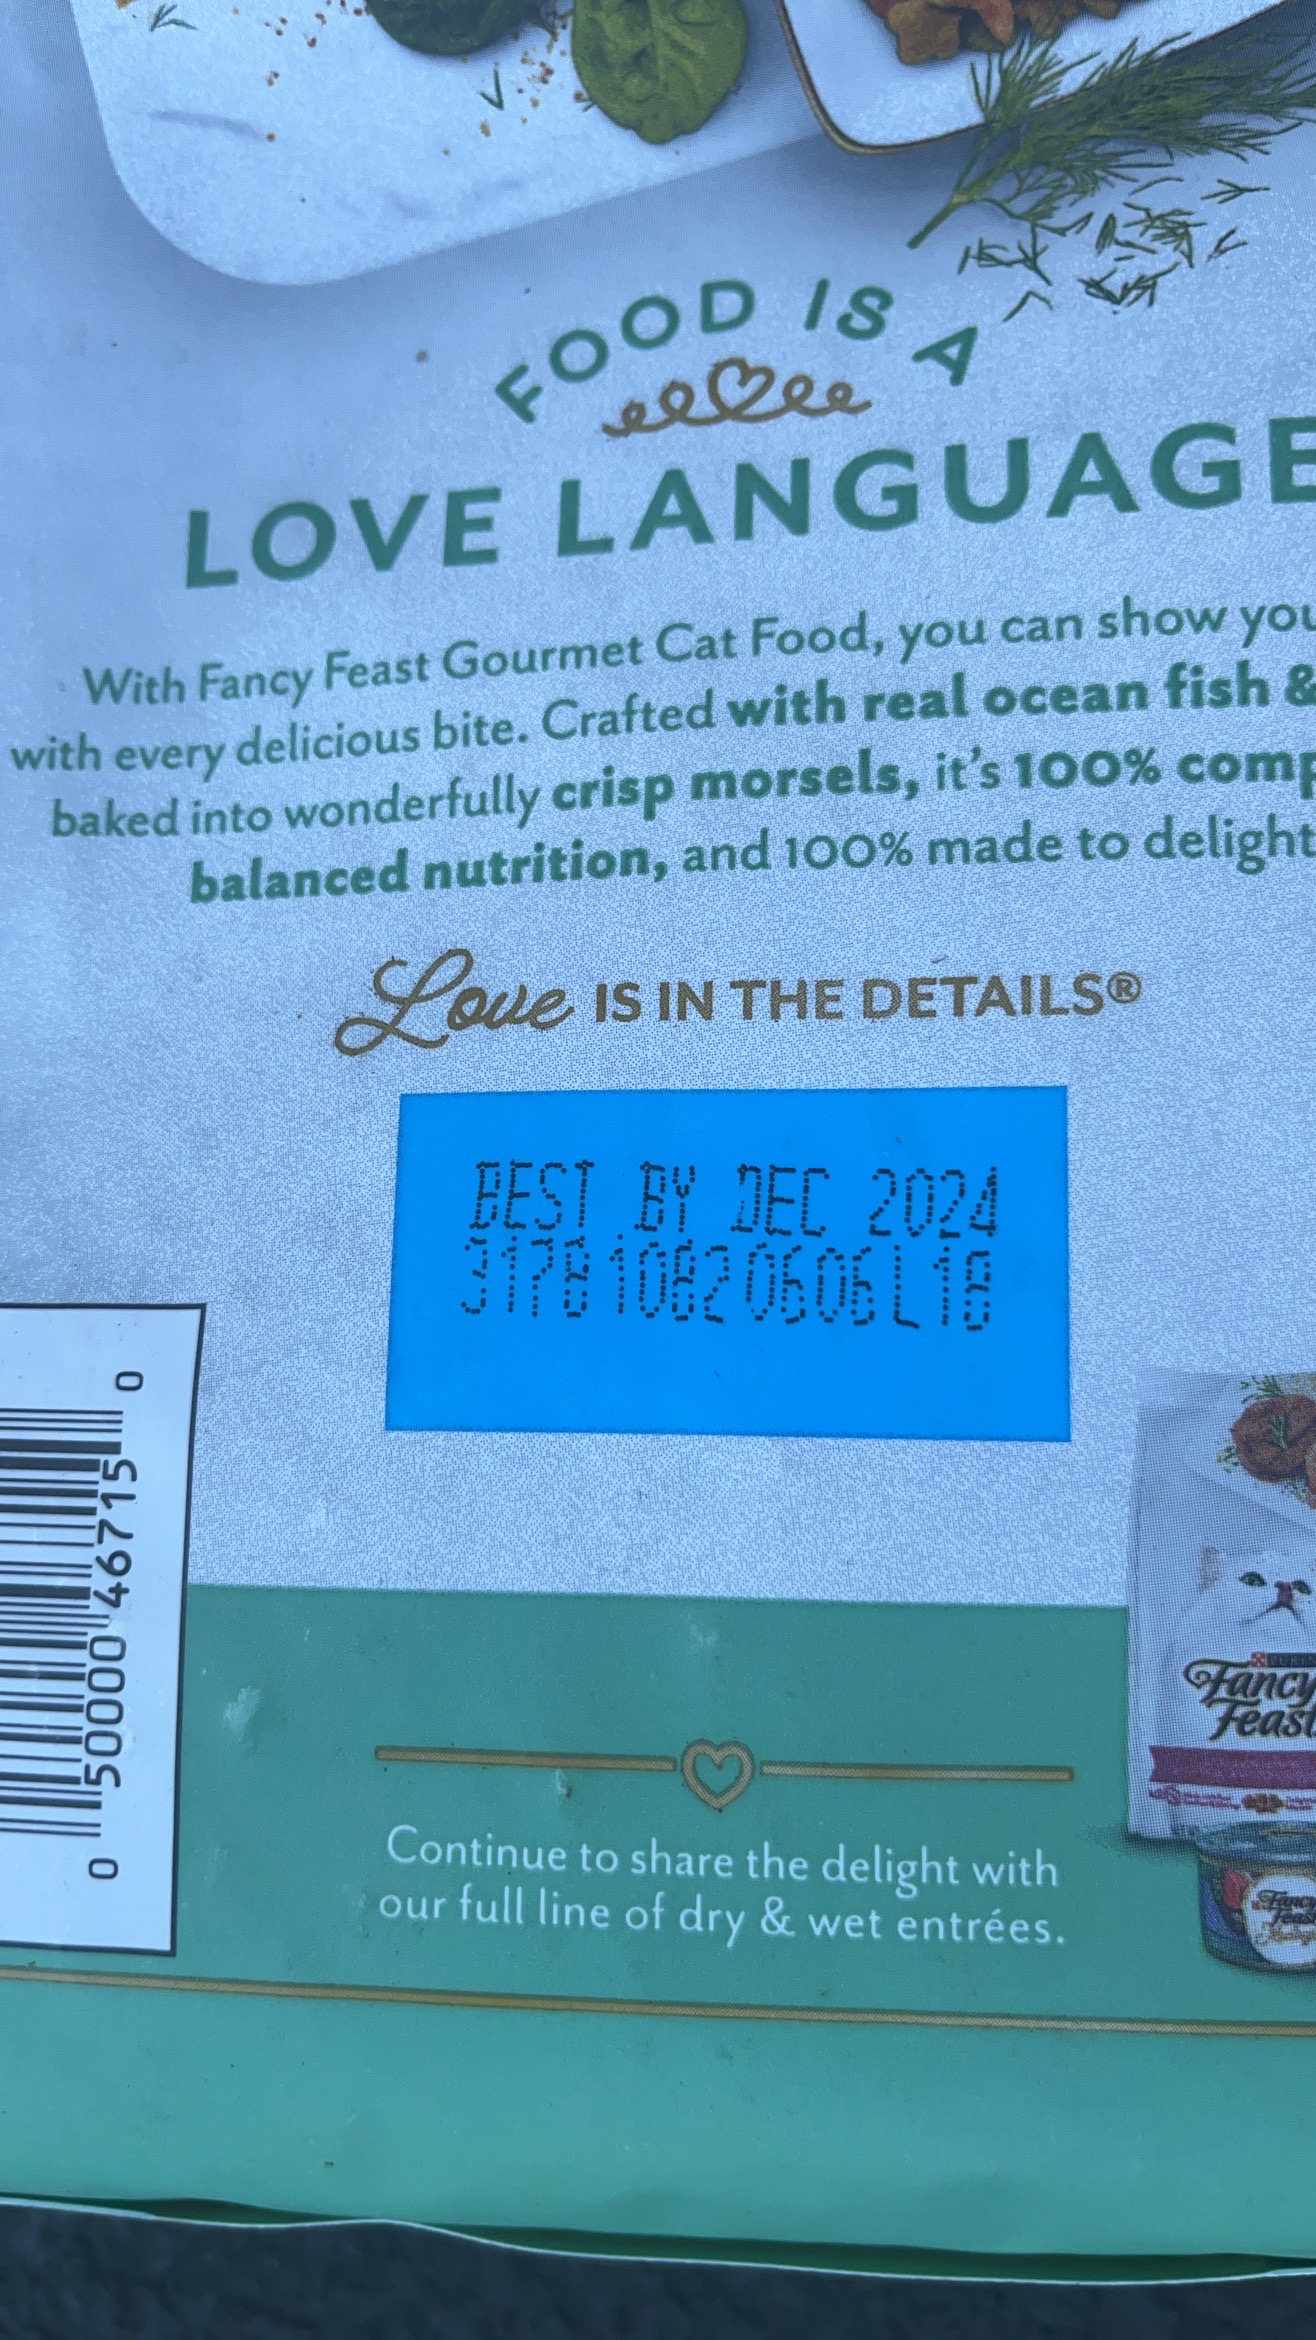 FOOD IS A
LOVE LANGUAGE
With Fancy Feast Gourmet Cat Food, you can show you
with every delicious bite. Crafted with real ocean fish &
baked into wonderfully crisp morsels, it's 100% comp
balanced nutrition, and 100% made to delight
Love IS IN THE DETAILS®
BEST BY DEC 2024
31781082 0606L16
0 50000 46715 0
PURIN
Fancy
Feast
Continue to share the delight with
our full line of dry & wet entrées.